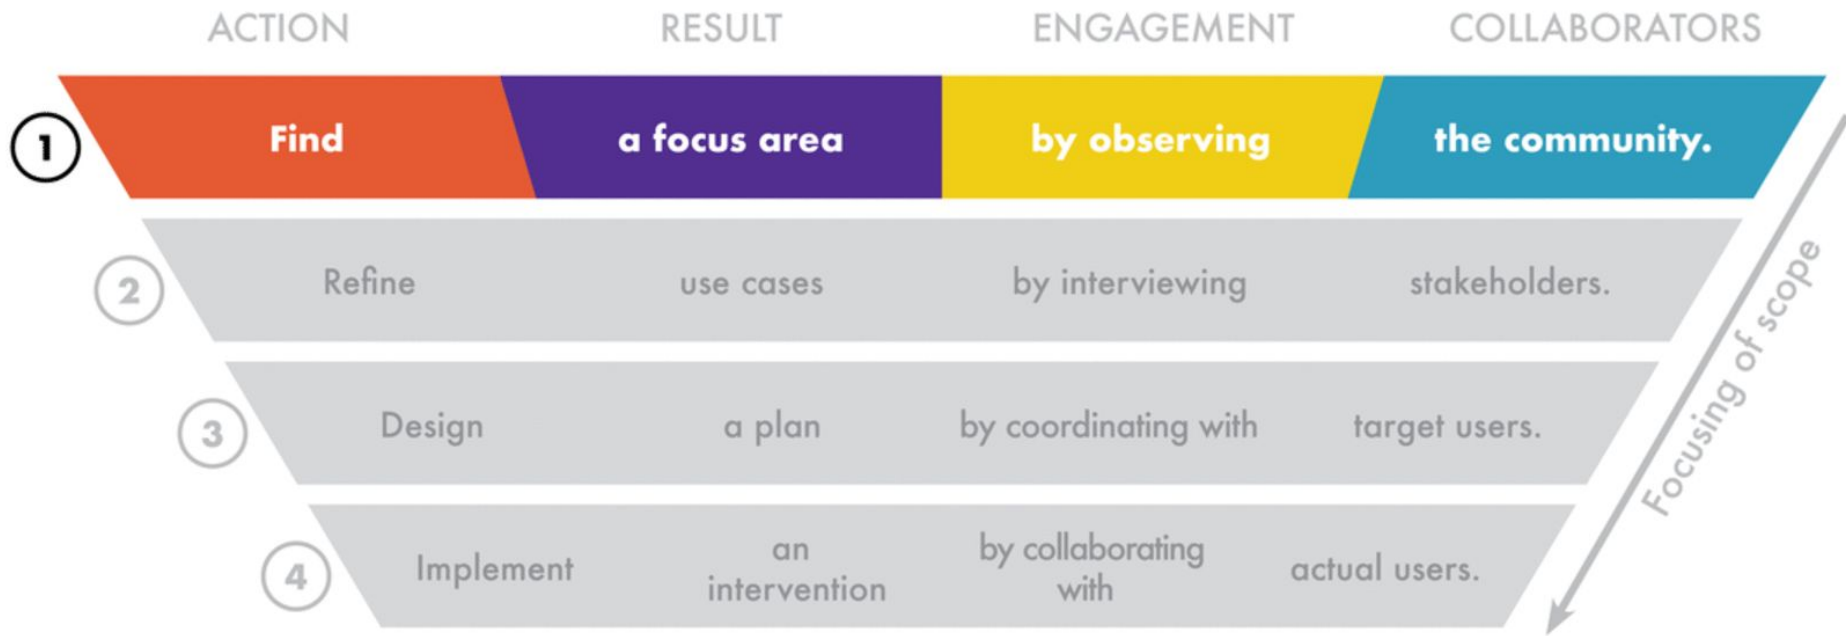 ACTION RESULT ENGAGEMENT COLLABORATORS
1 Find a focus area by observing the community.
2 Refine use cases by interviewing stakeholders.
3 Design a plan by coordinating with target users.
4 Implement an intervention by collaborating with actual users.
Focusing of scope